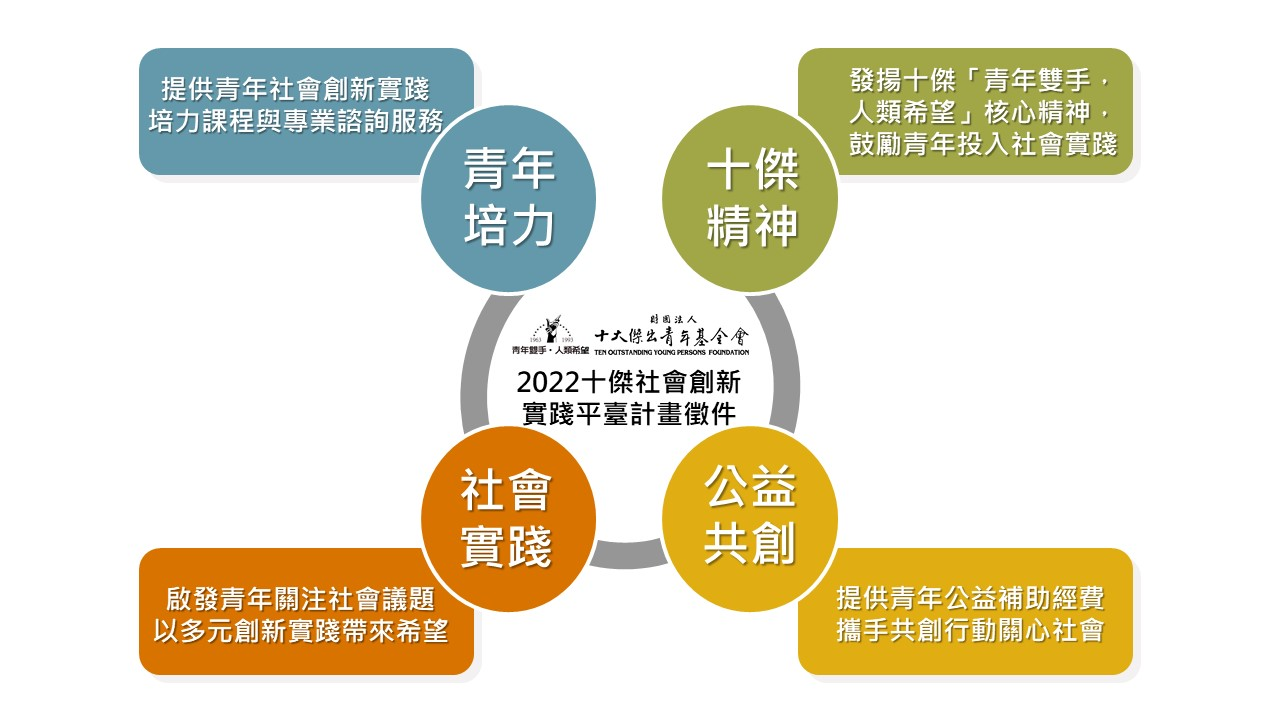 提供青年社會創新實踐
培力課程與專業諮詢服務
青年
培力
發揚十傑「青年雙手，
人類希望」核心精神，
鼓勵青年投入社會實踐
十傑
精神
1963 1993
青年雙手・人類希望
財團法人
十大傑出青年基金會
TEN OUTSTANDING YOUNG PERSONS FOUNDATION
2022十傑社會創新
實踐平臺計畫徵件
社會
實踐
啟發青年關注社會議題
以多元創新實踐帶來希望
公益
共創
提供青年公益補助經費
攜手共創行動關心社會